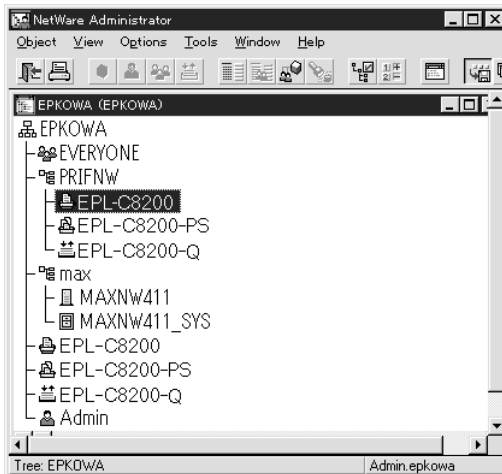 NetWare Administrator
Object View Options Tools Window Help
EPKOWA (EPKOWA)
EPKOWA
EVERYONE
PRIFNW
EPL-C8200
EPL-C8200-PS
EPL-C8200-Q
max
MAXNW411
MAXNW411_SYS
EPL-C8200
EPL-C8200-PS
EPL-C8200-Q
Admin
Tree: EPKOWA Admin.epkowa